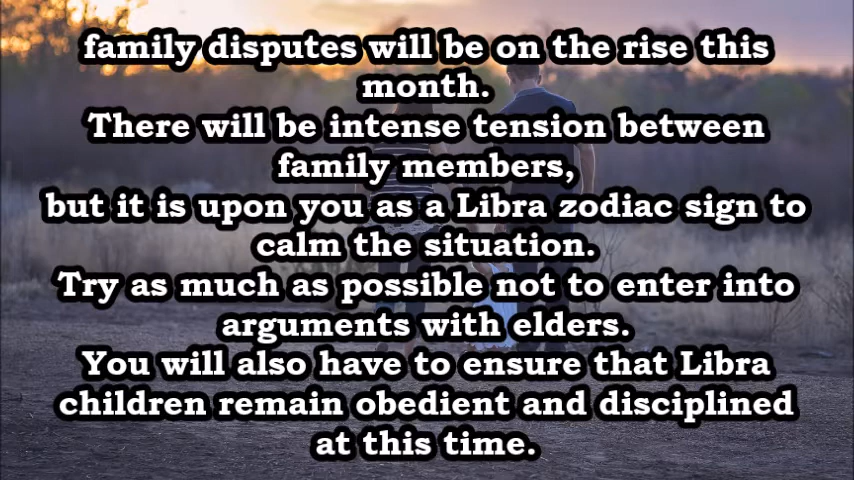 family disputes will be on the rise this
month.
There will be intense tension between
family members,
but it is upon you as a Libra zodiac sign to
calm the situation.
Try as much as possible not to enter into
arguments with elders.
You will also have to ensure that Libra
children remain obedient and disciplined
at this time.